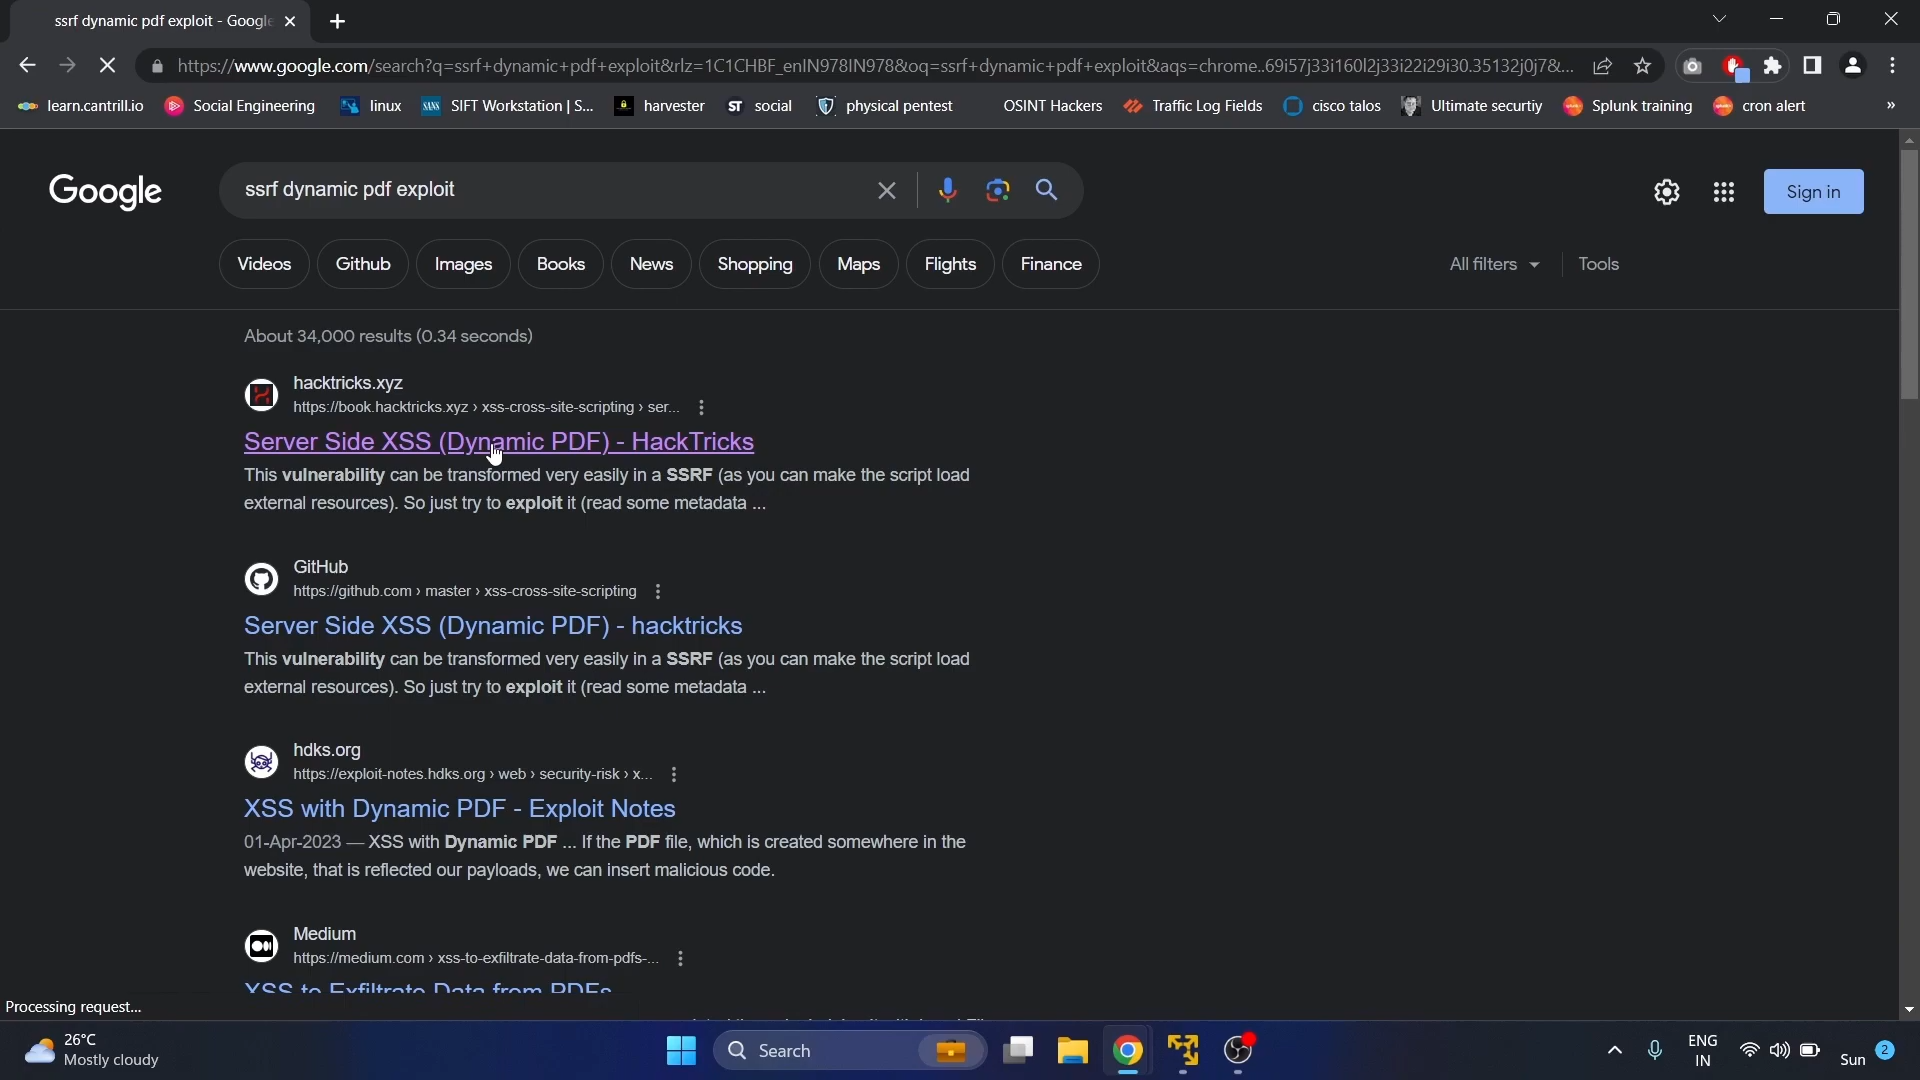 ssrf dynamic pdf exploit - Google
https://www.google.com/search?q=ssrf+dynamic+pdf+exploit&rlz=1C1CHBF_enIN978IN978&oq=ssrf+dynamic+pdf+exploit&aqs=chrome..69i57j33i160l2j33i22i29i30.35132j0j7&...
learn.cantrill.io Social Engineering linux SIFT Workstation | S... harvester social physical pentest OSINT Hackers Traffic Log Fields cisco talos Ultimate securtiy Splunk training cron alert »
Google ssrf dynamic pdf exploit Sign in
Videos Github Images Books News Shopping Maps Flights Finance All filters Tools
About 34,000 results (0.34 seconds)
hacktricks.xyz
https://book.hacktricks.xyz › xss-cross-site-scripting › ser...
Server Side XSS (Dynamic PDF) - HackTricks
This vulnerability can be transformed very easily in a SSRF (as you can make the script load
external resources). So just try to exploit it (read some metadata ...
GitHub
https://github.com › master › xss-cross-site-scripting
Server Side XSS (Dynamic PDF) - hacktricks
This vulnerability can be transformed very easily in a SSRF (as you can make the script load
external resources). So just try to exploit it (read some metadata ...
hdks.org
https://exploit-notes.hdks.org › web › security-risk › x...
XSS with Dynamic PDF - Exploit Notes
01-Apr-2023 — XSS with Dynamic PDF ... If the PDF file, which is created somewhere in the
website, that is reflected our payloads, we can insert malicious code.
Medium
https://medium.com › xss-to-exfiltrate-data-from-pdfs-...
XSS to Exfiltrate Data from PDFs
Processing request...
26°C
Mostly cloudy
Search
ENG
IN
Sun 2